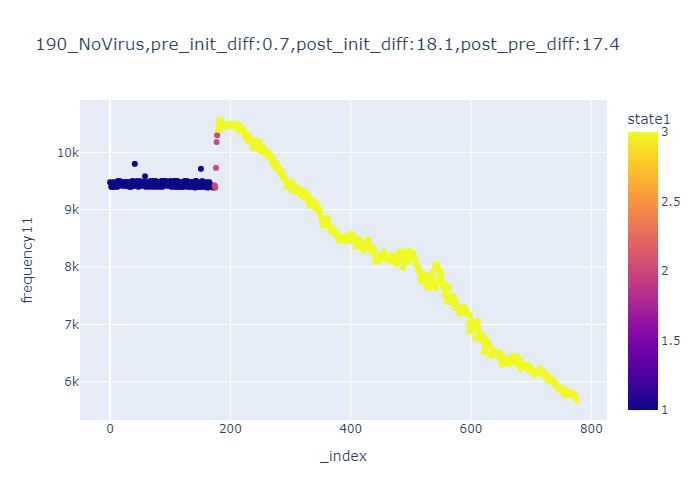 190_NoVirus,pre_init_diff:0.7,post_init_diff:18.1,post_pre_diff:17.4
state1
3
2.5
2
1.5
1
frequency11
10k
9k
8k
7k
6k
0
200
400
600
800
_index